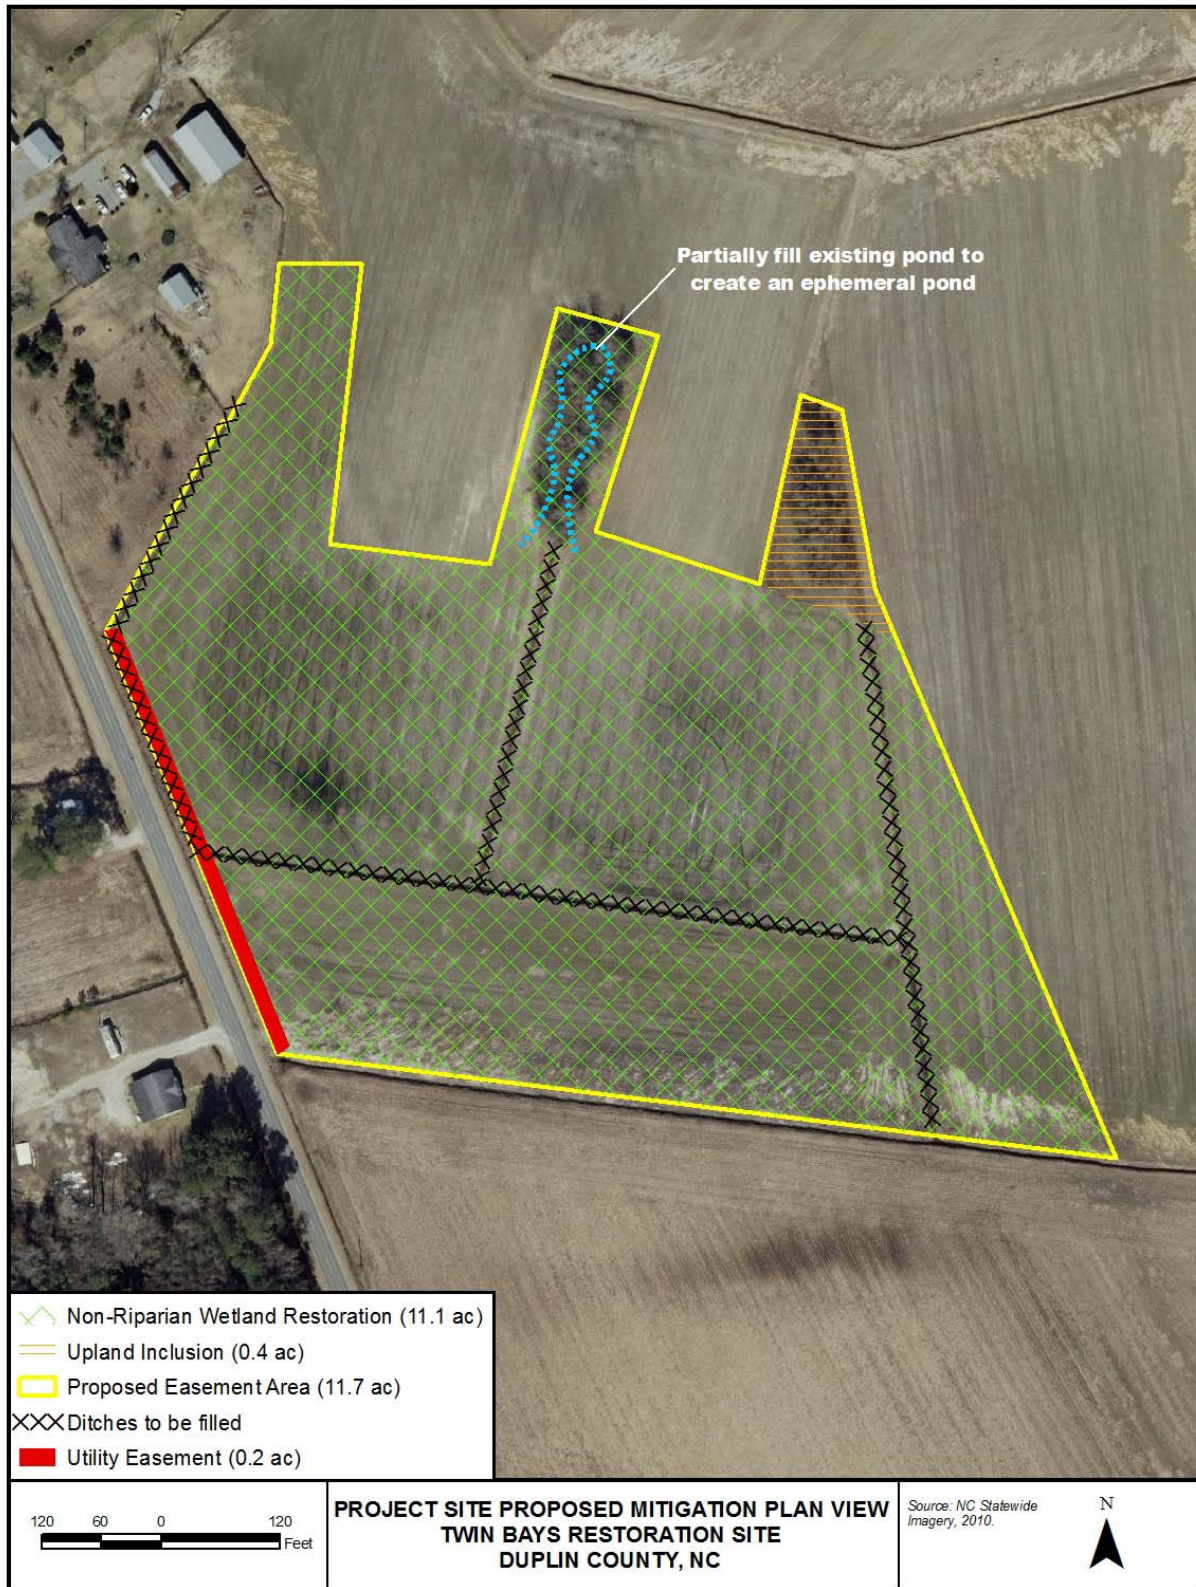 Partially fill existing pond to
create an ephemeral pond
Non-Riparian Wetland Restoration (11.1 ac)
Upland Inclusion (0.4 ac)
Proposed Easement Area (11.7 ac)
Ditches to be filled
Utility Easement (0.2 ac)
120 60 0 120
Feet
PROJECT SITE PROPOSED MITIGATION PLAN VIEW
TWIN BAYS RESTORATION SITE
DUPLIN COUNTY, NC
Source: NC Statewide
Imagery, 2010.
N